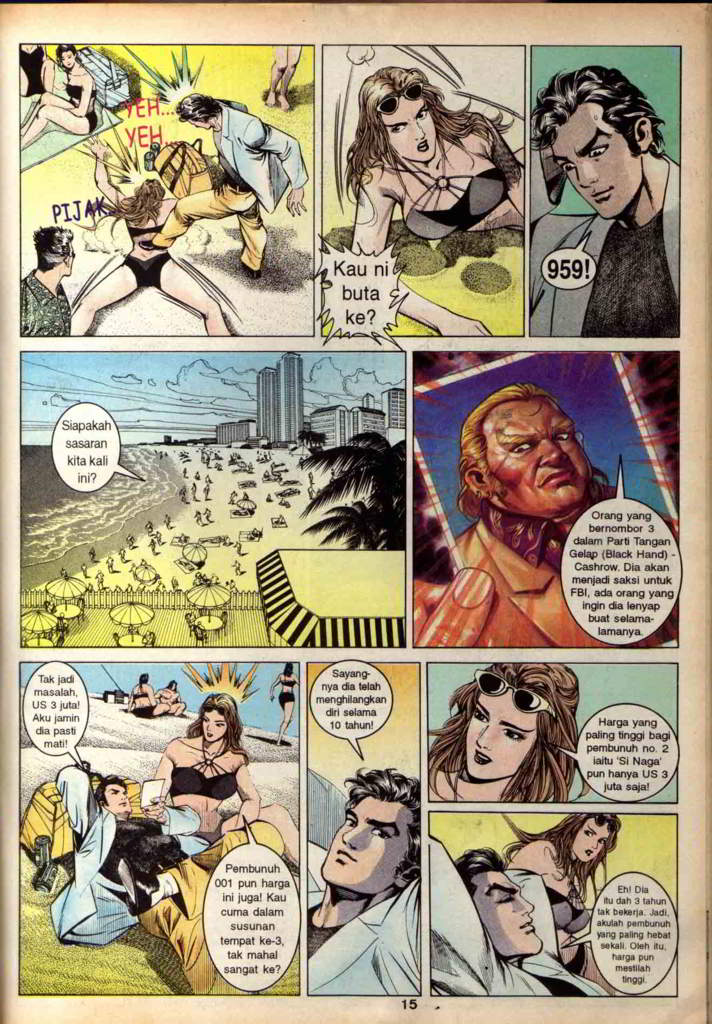 YEH...
YEH...
PIJAK..
Kau ni
buta
ke?
959!
Siapakah
sasaran
kita kali
ini?
Orang yang
bernombor 3
dalam Parti Tangan
Gelap (Black Hand) -
Cashrow. Dia akan
menjadi saksi untuk
FBI, ada orang yang
ingin dia lenyap
buat selama-
lamanya.
Tak jadi
masalah,
US 3 juta!
Aku jamin
dia pasti
mati!
Pembunuh
001 pun harga
ini juga! Kau
cuma dalam
susunan
tempat ke-3,
tak mahal
sangat ke?
Sayang-
nya dia telah
menghilangkan
diri selama
10 tahun!
Harga yang
paling tinggi bagi
pembunuh no. 2
iaitu 'Si Naga'
pun hanya US 3
juta saja!
Eh! Dia
itu dah 3 tahun
tak bekerja. Jadi,
akulah pembunuh
yang paling hebat
sekali. Oleh itu,
harga pun
mestilah
tinggi.
15